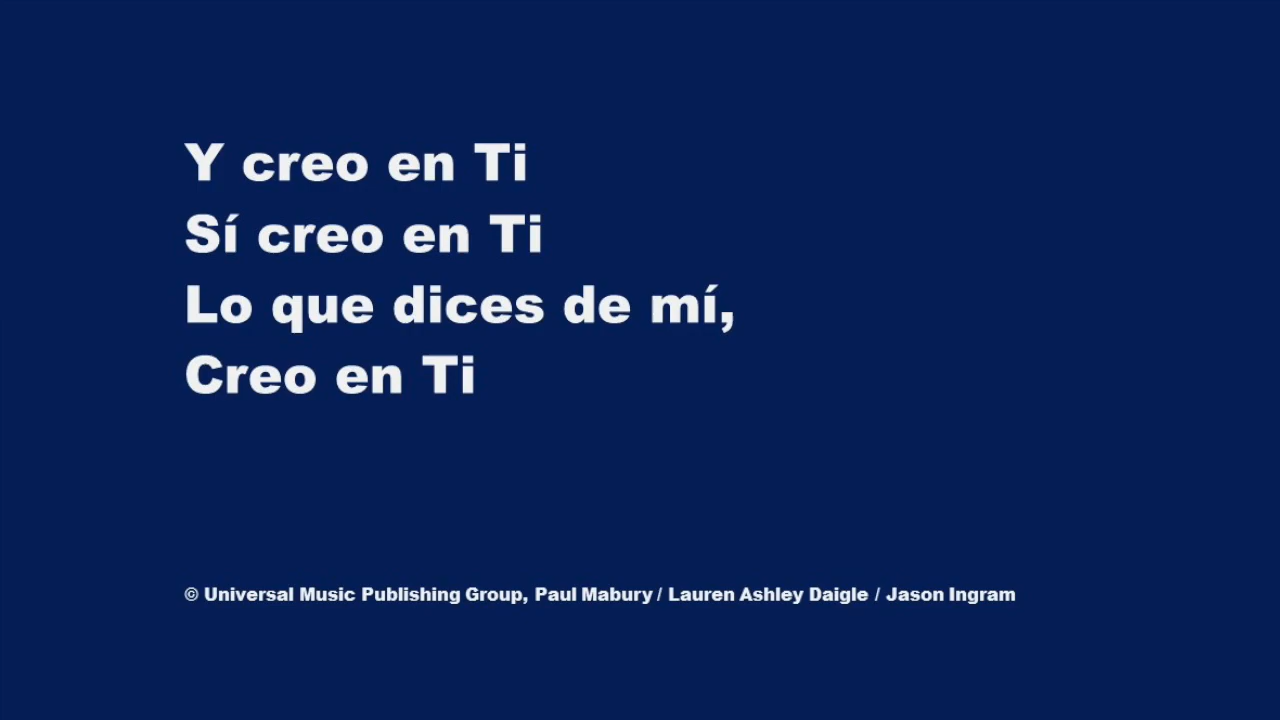 Y creo en Ti
Sí creo en Ti
Lo que dices de mí,
Creo en Ti
© Universal Music Publishing Group, Paul Mabury / Lauren Ashley Daigle / Jason Ingram